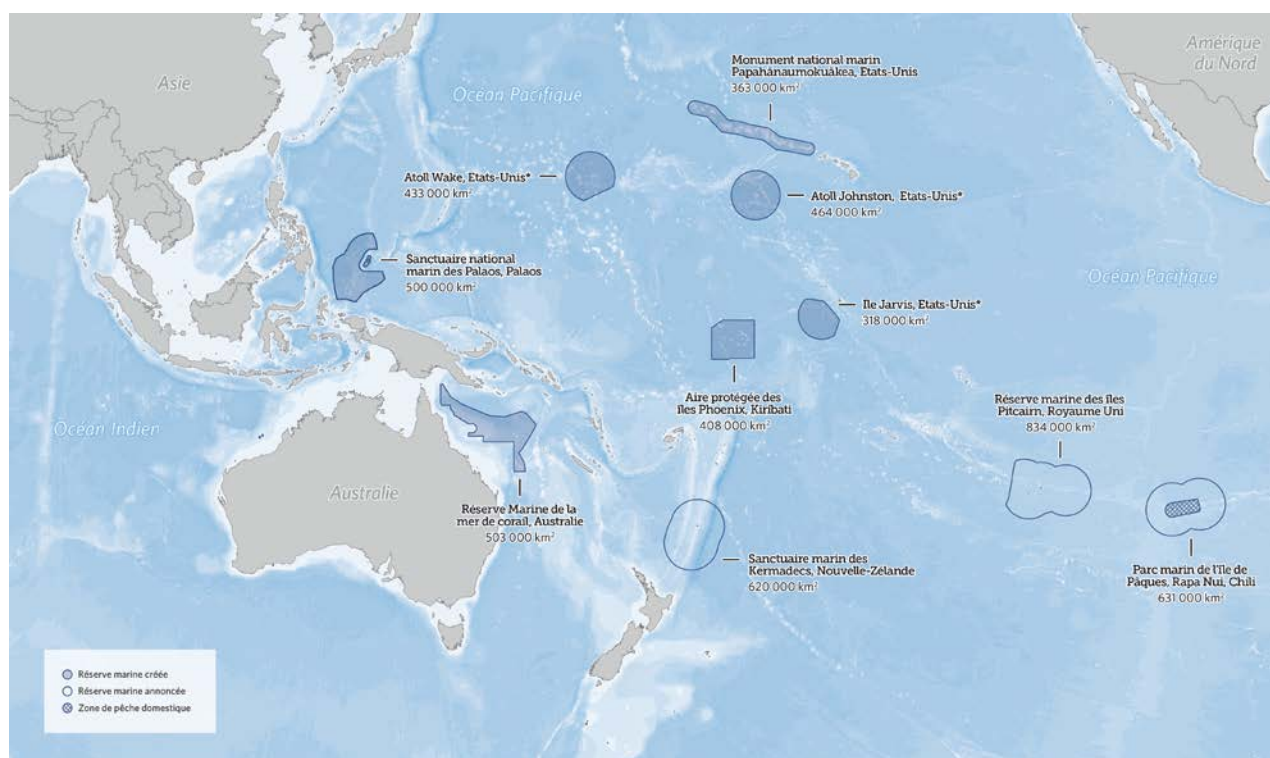 Asie
Amérique
du Nord
Océan Pacifique
Monument national marin
Papahānaumokuākea, Etats-Unis
363 000 km²
Atoll Wake, Etats-Unis*
433 000 km²
Atoll Johnston, Etats-Unis*
464 000 km²
Sanctuaire national
marin des Palaos, Palaos
500 000 km²
Océan Pacifique
Ile Jarvis, Etats-Unis*
318 000 km²
Aire protégée des
îles Phoenix, Kiribati
408 000 km²
Réserve marine des îles
Pitcairn, Royaume Uni
834 000 km²
Océan Indien
Australie
Réserve Marine de la
mer de corail, Australie
503 000 km²
Sanctuaire marin des
Kermadecs, Nouvelle-Zélande
620 000 km²
Parc marin de l'île de
Pâques, Rapa Nui, Chili
631 000 km²
Réserve marine créée
Réserve marine annoncée
Zone de pêche domestique